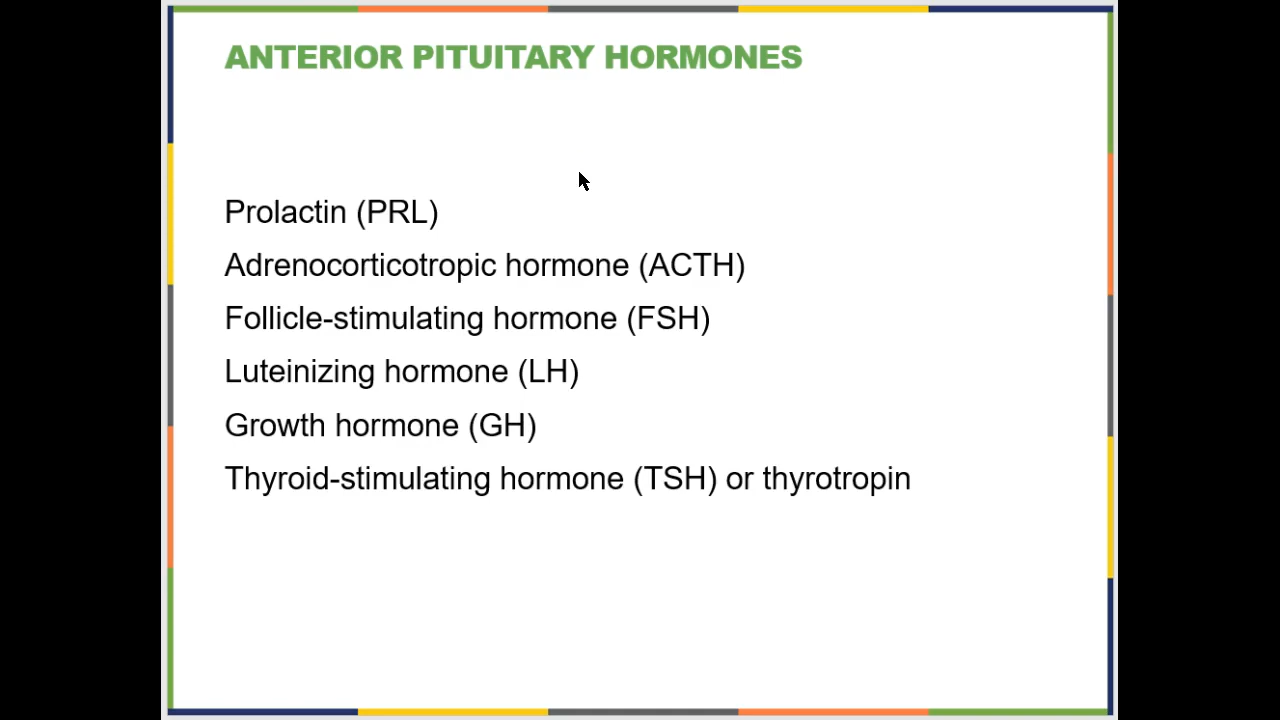 ANTERIOR PITUITARY HORMONES
Prolactin (PRL)
Adrenocorticotropic hormone (ACTH)
Follicle-stimulating hormone (FSH)
Luteinizing hormone (LH)
Growth hormone (GH)
Thyroid-stimulating hormone (TSH) or thyrotropin